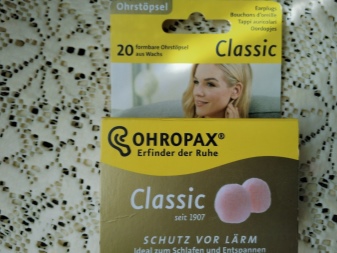 Ohrstöpsel
Earplugs
Bouchons d'oreille
Tappi auricolari
Oordopjes
20 formbare Ohrstöpsel
aus Wachs
Classic
OHROPAX®
Erfinder der Ruhe
Classic
seit 1907
SCHUTZ VOR LÄRM
Ideal zum Schlafen und Entspannen